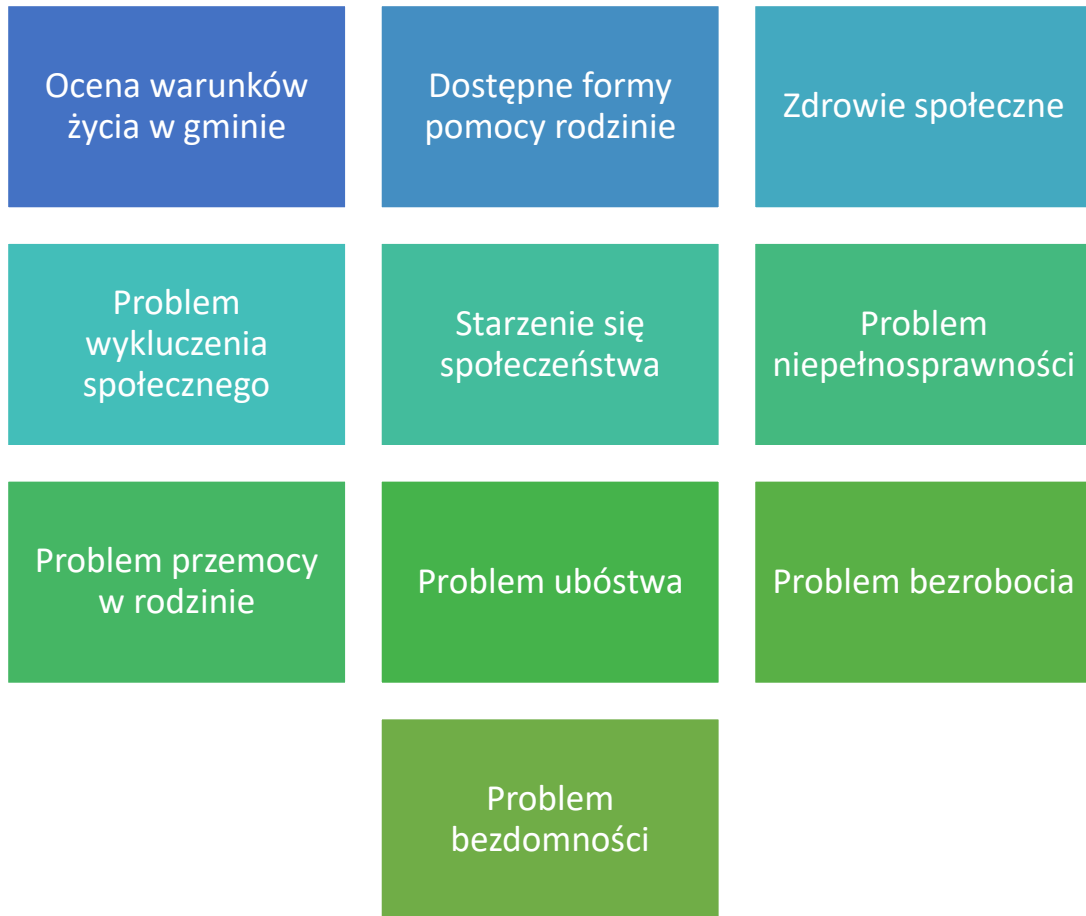 Ocena warunków
życia w gminie
Dostępne formy
pomocy rodzinie
Zdrowie społeczne
Problem
wykluczenia
społecznego
Starzenie się
społeczeństwa
Problem
niepełnosprawności
Problem przemocy
w rodzinie
Problem ubóstwa
Problem bezrobocia
Problem
bezdomności